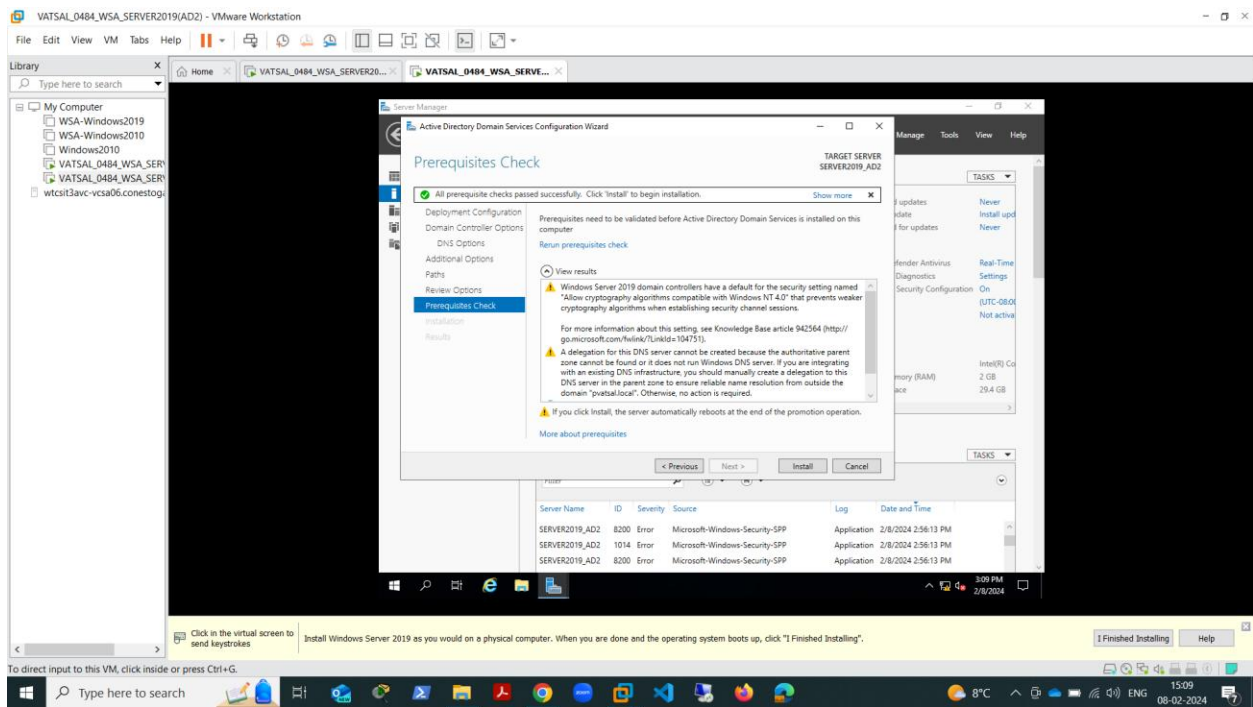 VATSAL_0484_WSA_SERVER2019(AD2) - VMware Workstation
File Edit View VM Tabs Help
Library
Type here to search
Home
VATSAL_0484_WSA_SERVER20...
VATSAL_0484_WSA_SERVE...
My Computer
WSA-Windows2019
WSA-Windows2010
Windows2010
VATSAL_0484_WSA_SER
VATSAL_0484_WSA_SER
wtcsit3avc-vcsa06.conestoga
Server Manager
Manage Tools View Help
Active Directory Domain Services Configuration Wizard
Prerequisites Check
TARGET SERVER
SERVER2019_AD2
All prerequisite checks passed successfully. Click 'Install' to begin installation.
Show more
Deployment Configuration
Domain Controller Options
DNS Options
Additional Options
Paths
Review Options
Prerequisites Check
Installation
Results
Prerequisites need to be validated before Active Directory Domain Services is installed on this
computer
Rerun prerequisites check
View results
Windows Server 2019 domain controllers have a default for the security setting named
"Allow cryptography algorithms compatible with Windows NT 4.0" that prevents weaker
cryptography algorithms when establishing security channel sessions.
For more information about this setting, see Knowledge Base article 942564 (http://
go.microsoft.com/fwlink/?LinkId=104751).
A delegation for this DNS server cannot be created because the authoritative parent
zone cannot be found or it does not run Windows DNS server. If you are integrating
with an existing DNS infrastructure, you should manually create a delegation to this
DNS server in the parent zone to ensure reliable name resolution from outside the
domain "pvatsal.local". Otherwise, no action is required.
If you click Install, the server automatically reboots at the end of the promotion operation.
More about prerequisites
< Previous Next > Install Cancel
TASKS
updates Never
Install upd
for updates Never
Antivirus Real-Time
Diagnostics Settings
Security Configuration On
(UTC-08:00
Not activa
Intel(R) Co
(RAM) 2 GB
29.4 GB
TASKS
Filter
Server Name ID Severity Source Log Date and Time
SERVER2019_AD2 8200 Error Microsoft-Windows-Security-SPP Application 2/8/2024 2:56:13 PM
SERVER2019_AD2 1014 Error Microsoft-Windows-Security-SPP Application 2/8/2024 2:56:13 PM
SERVER2019_AD2 8200 Error Microsoft-Windows-Security-SPP Application 2/8/2024 2:56:13 PM
3:09 PM
2/8/2024
Click in the virtual screen to
send keystrokes
Install Windows Server 2019 as you would on a physical computer. When you are done and the operating system boots up, click "I Finished Installing".
I Finished Installing Help
To direct input to this VM, click inside or press Ctrl+G.
Type here to search
8°C ENG
15:09
08-02-2024
7